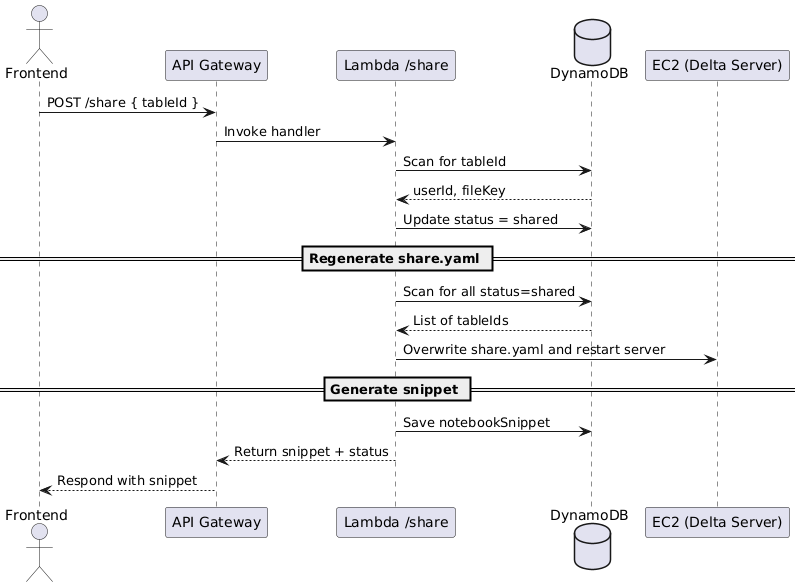 Frontend
API Gateway
Lambda /share
DynamoDB
EC2 (Delta Server)
POST /share { tableId }
Invoke handler
Scan for tableId
userId, fileKey
Update status = shared
Regenerate share.yaml
Scan for all status=shared
List of tableIds
Overwrite share.yaml and restart server
Generate snippet
Save notebookSnippet
Return snippet + status
Respond with snippet
Frontend
API Gateway
Lambda /share
DynamoDB
EC2 (Delta Server)